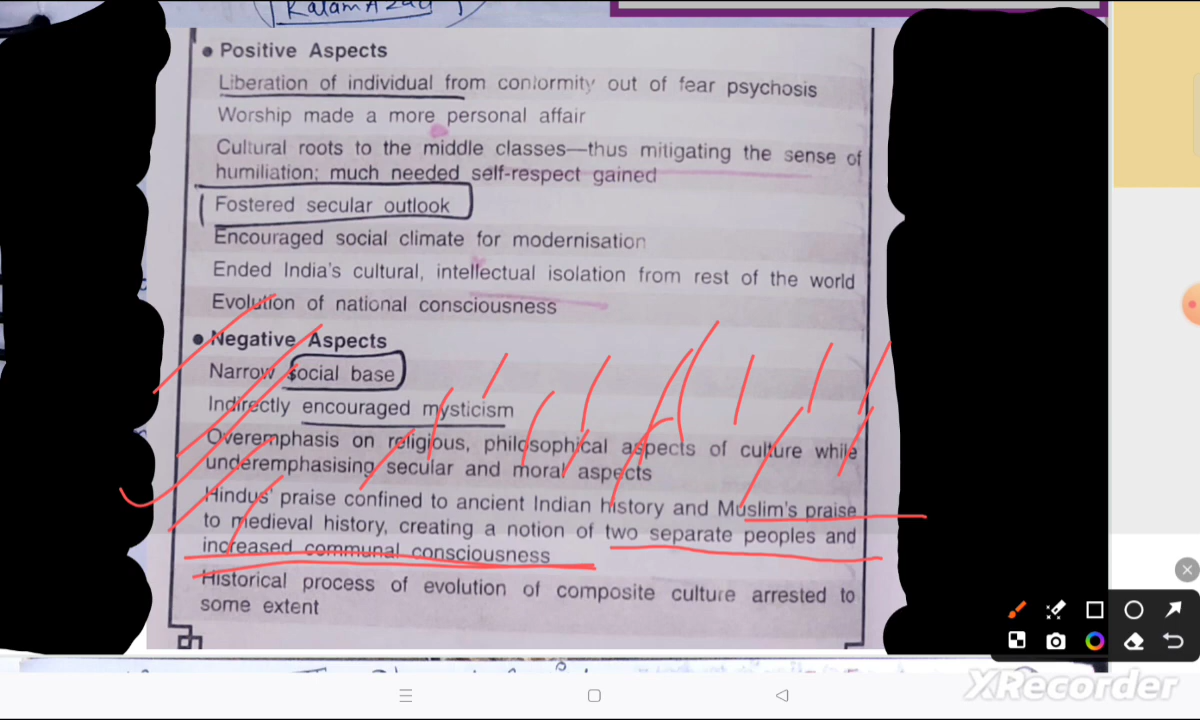 Kalam Azad
• Positive Aspects
Liberation of individual from conformity out of fear psychosis
Worship made a more personal affair
Cultural roots to the middle classes—thus mitigating the sense of
humiliation; much needed self-respect gained
Fostered secular outlook
Encouraged social climate for modernisation
Ended India's cultural, intellectual isolation from rest of the world
Evolution of national consciousness
• Negative Aspects
Narrow social base
Indirectly encouraged mysticism
Overemphasis on religious, philosophical aspects of culture while
underemphasising secular and moral aspects
Hindus' praise confined to ancient Indian history and Muslim's praise
to medieval history, creating a notion of two separate peoples and
increased communal consciousness
Historical process of evolution of composite culture arrested to
some extent
XRecorder